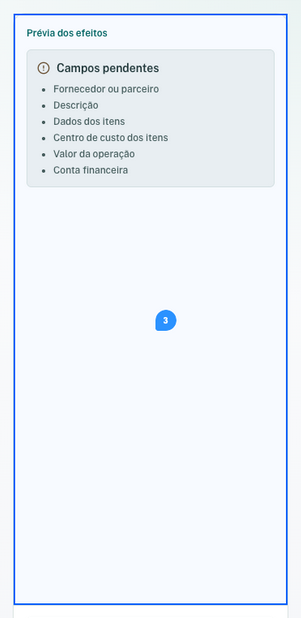 Prévia dos efeitos
Campos pendentes
Fornecedor ou parceiro
Descrição
Dados dos itens
Centro de custo dos itens
Valor da operação
Conta financeira
3